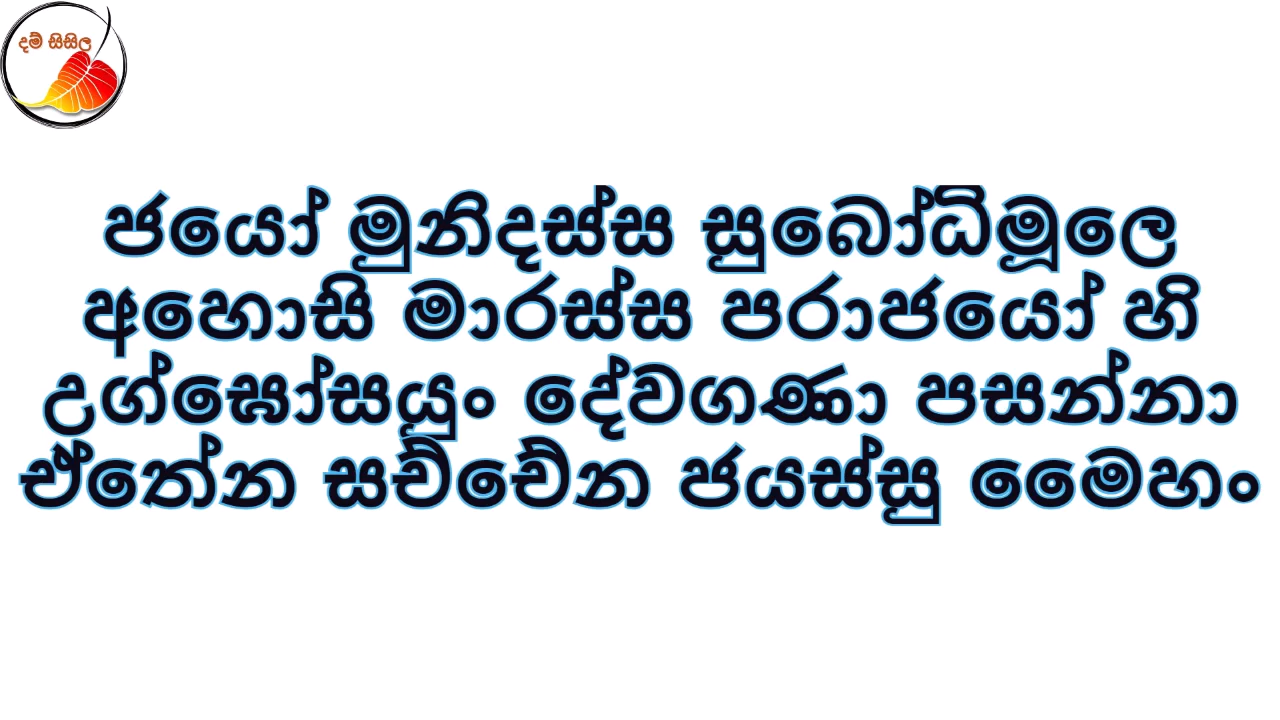 දම් සිසිල
ජයෝ මුනිදස්ස සුබෝධිමූලෙ
අහොසි මාරස්ස පරාජයෝ හි
උග්ඝෝසයුං දේවගණා පසන්නා
ඒතේන සච්චේන ජයස්සු මෛහං